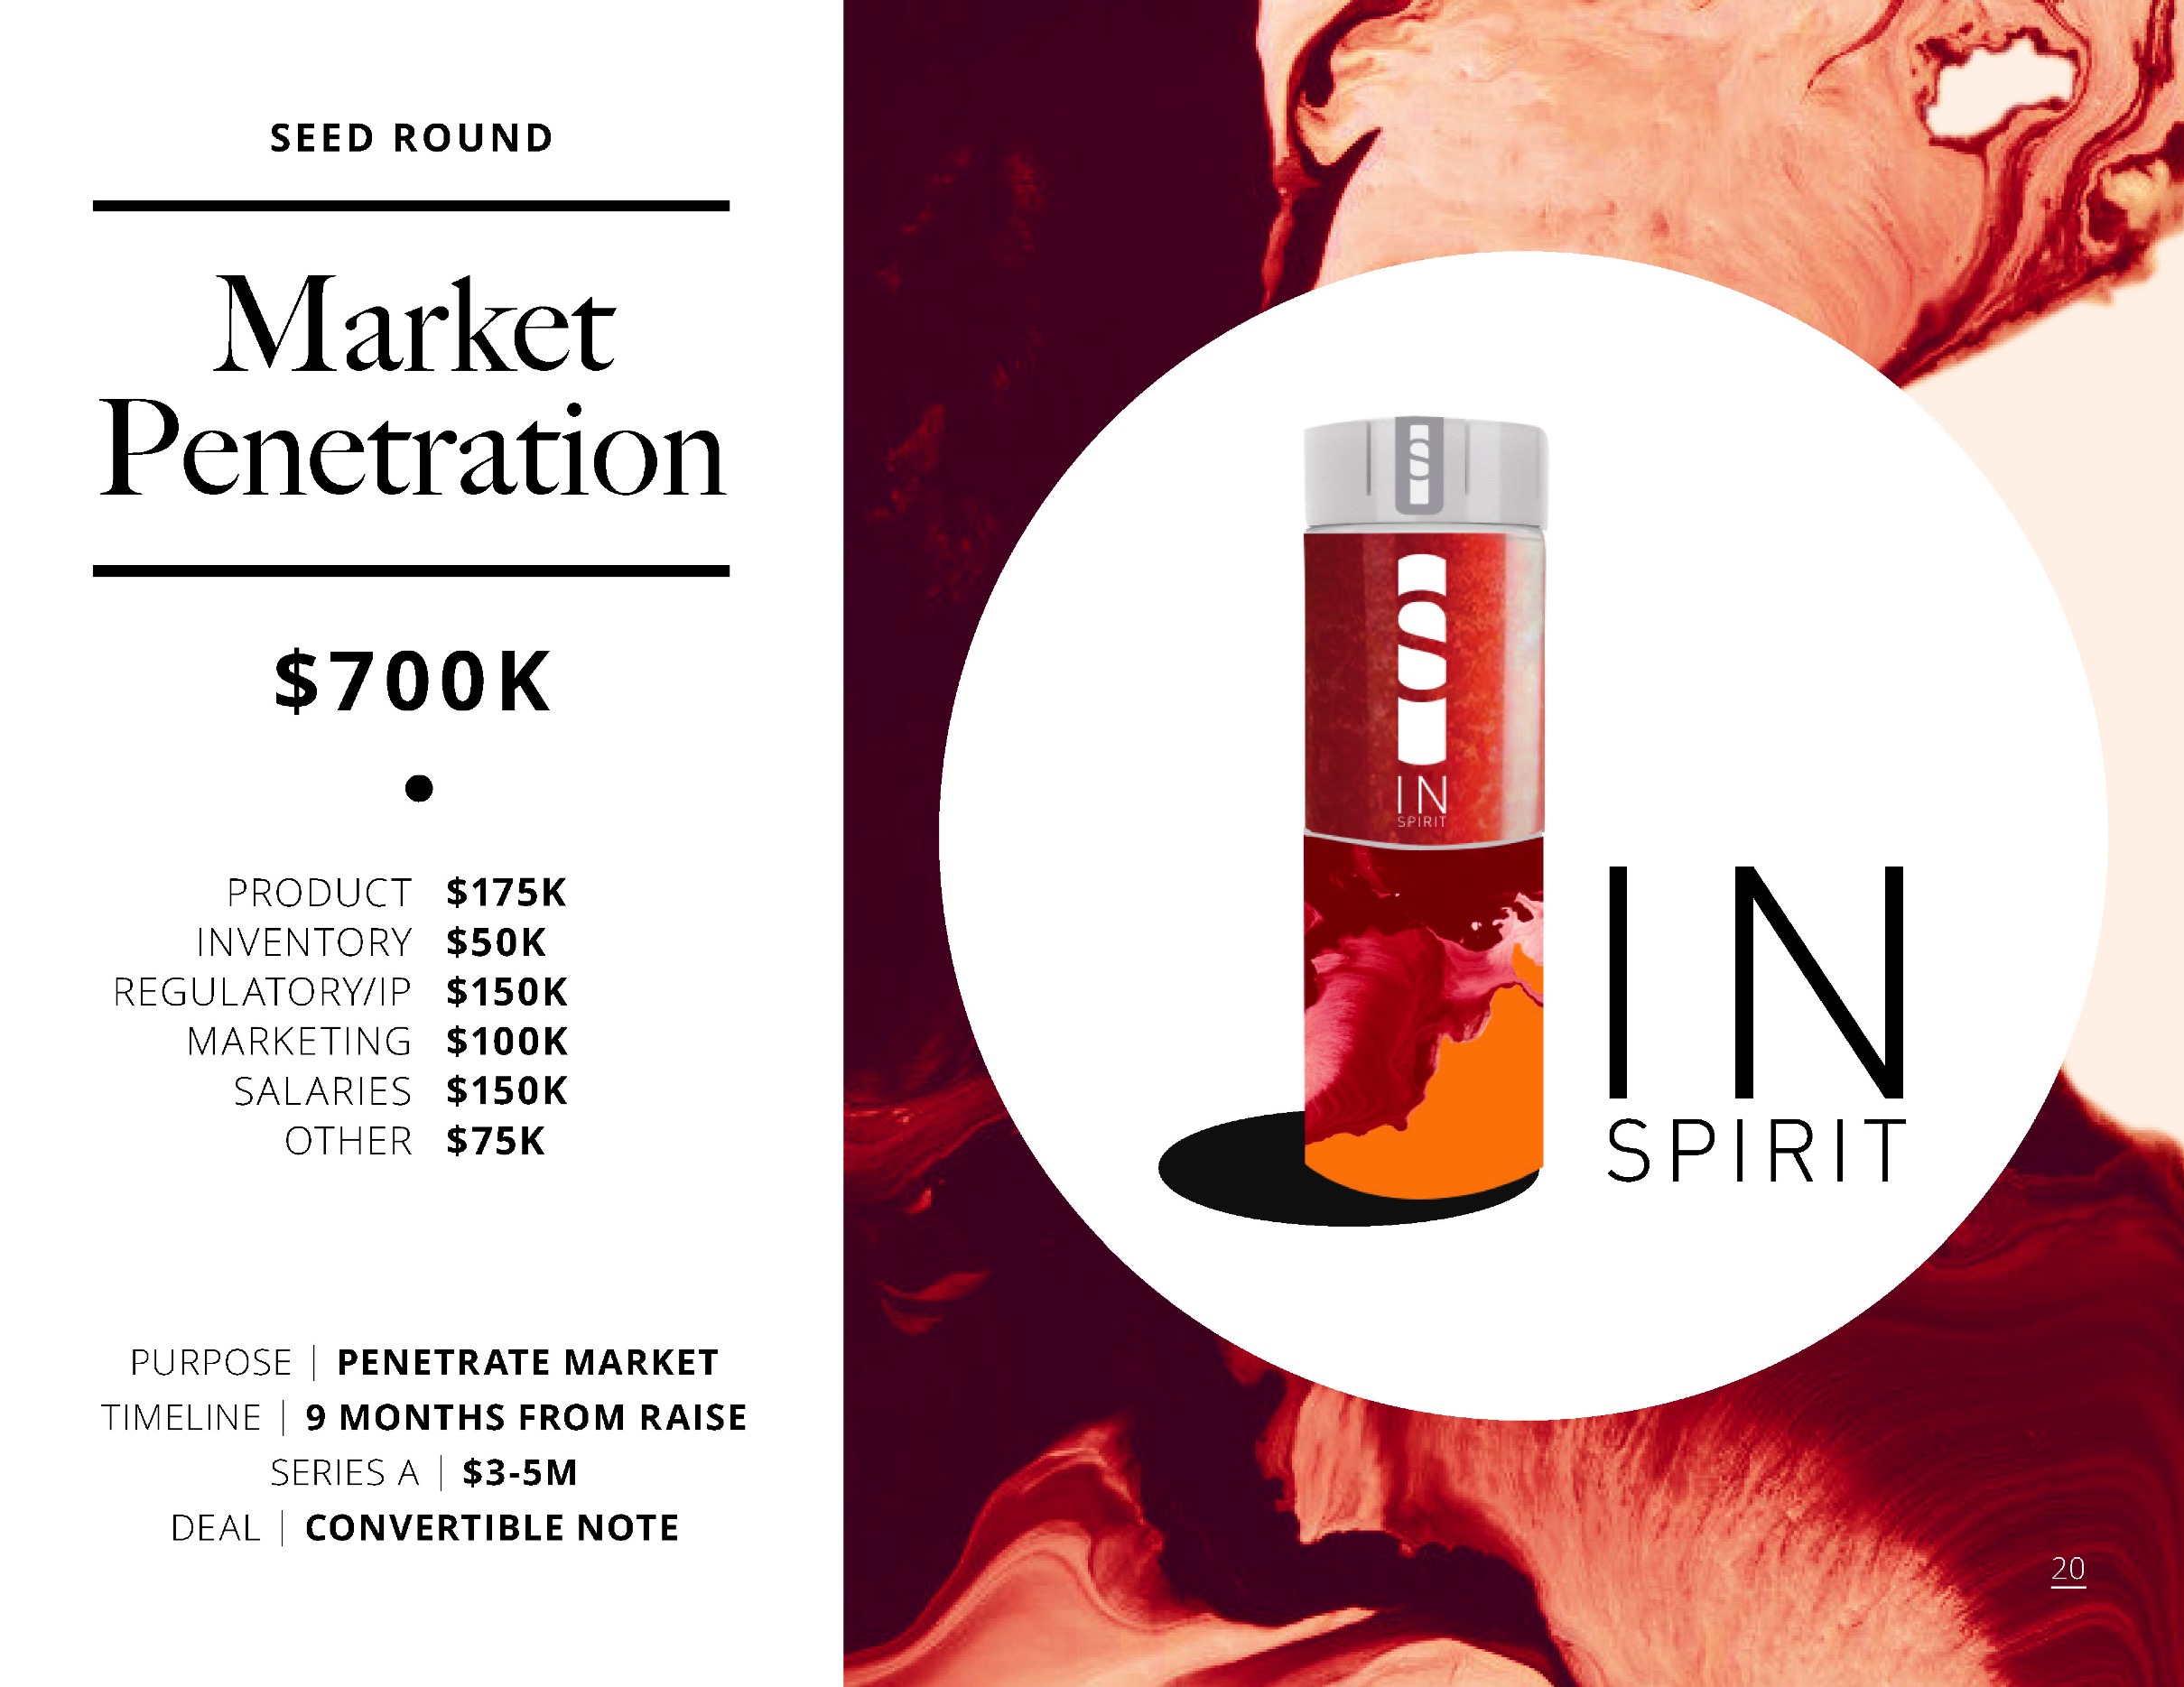 SEED ROUND
Market
Penetration
$700K
PRODUCT $175K
INVENTORY $50K
REGULATORY/IP $150K
MARKETING $100K
SALARIES $150K
OTHER $75K
PURPOSE | PENETRATE MARKET
TIMELINE | 9 MONTHS FROM RAISE
SERIES A | $3-5M
DEAL | CONVERTIBLE NOTE
S
S
IN
SPIRIT
IN
SPIRIT
20